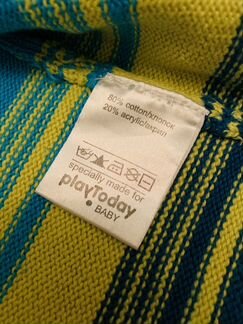 80% cotton/хлопок
20% acrylic/акрил
specially made for
playToday
BABY